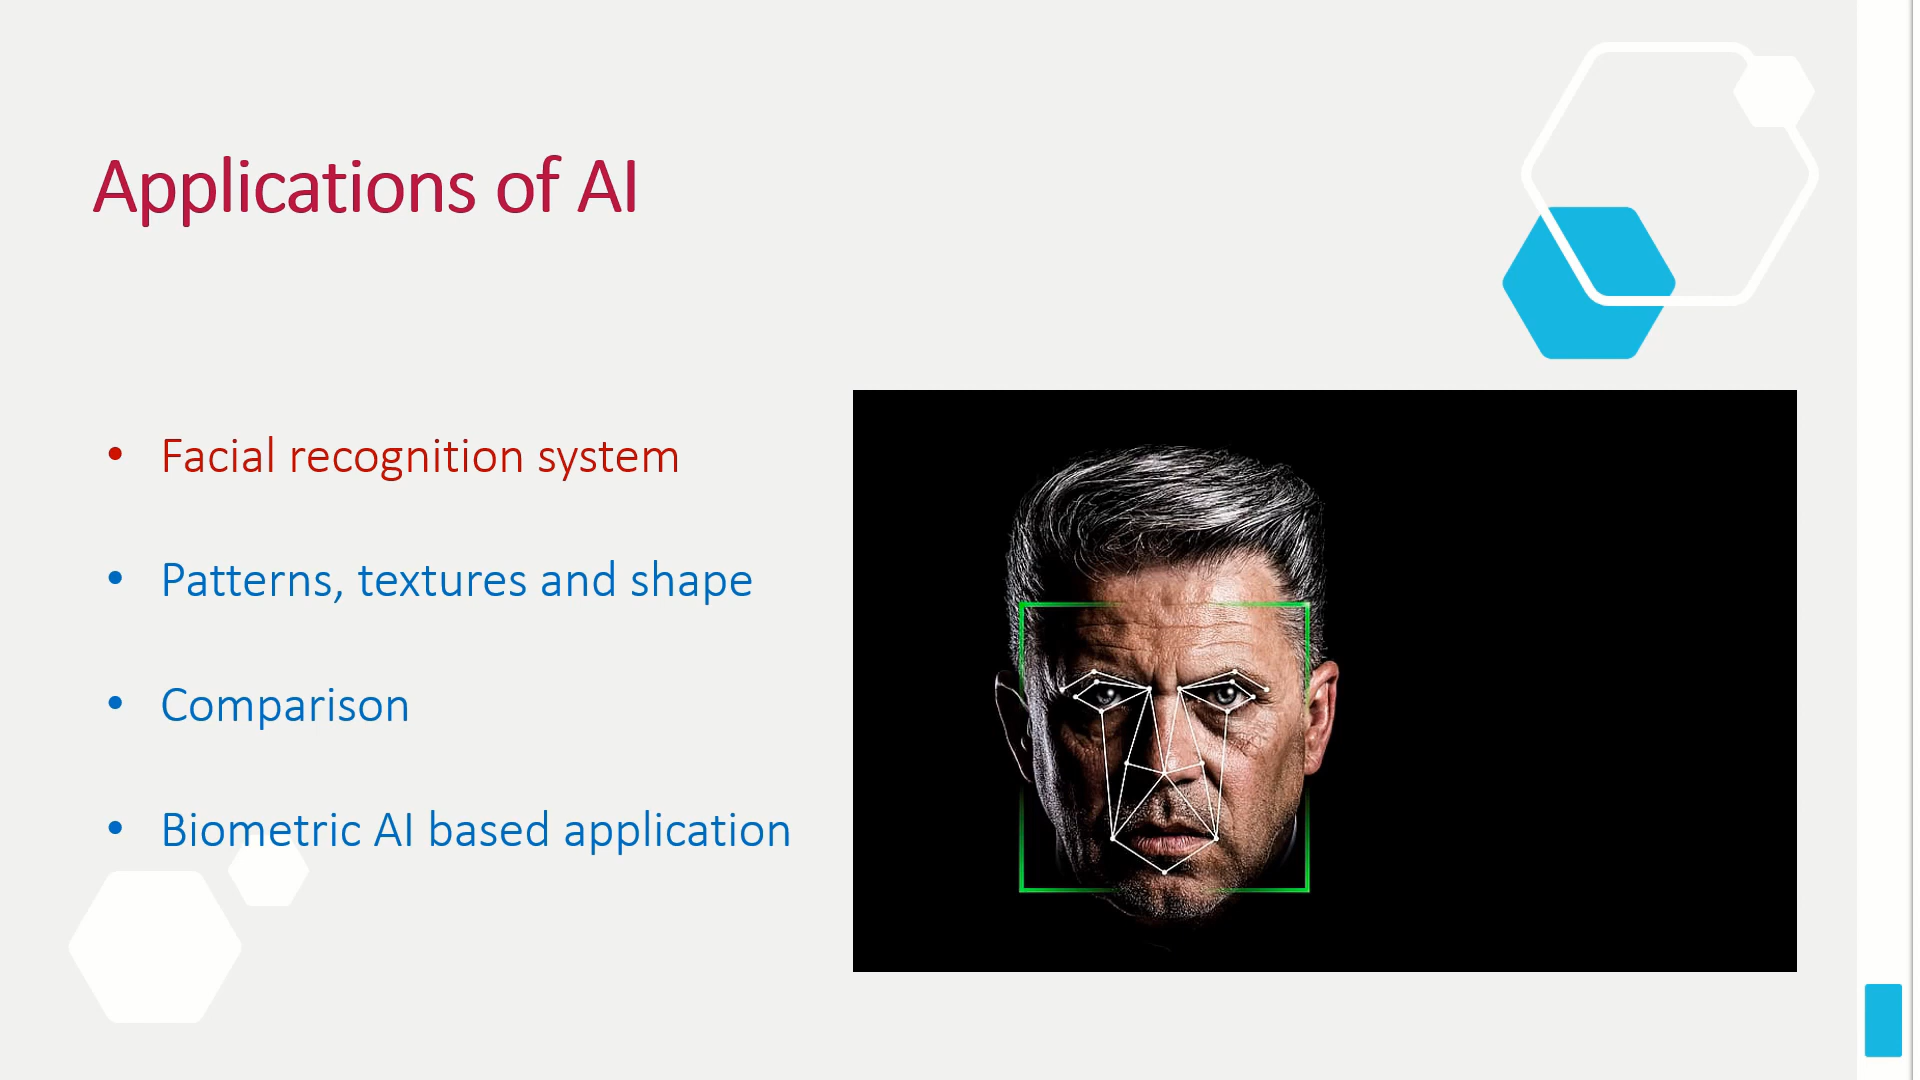 Applications of AI
• Facial recognition system
• Patterns, textures and shape
• Comparison
• Biometric AI based application